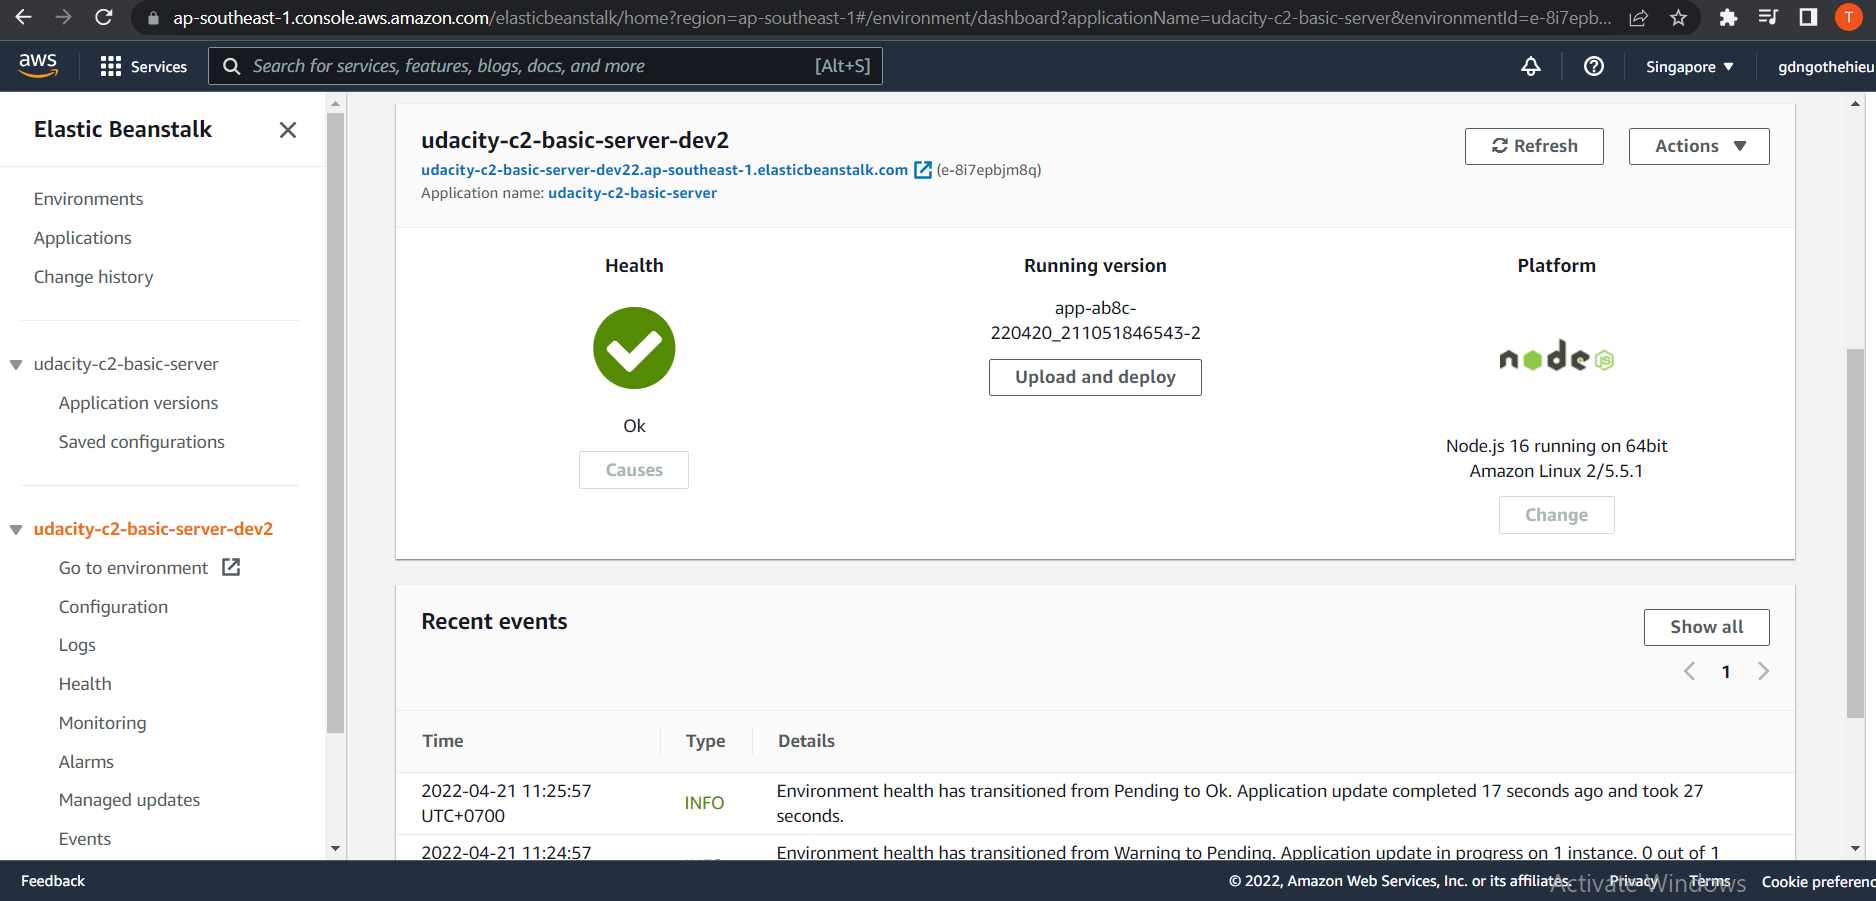 ap-southeast-1.console.aws.amazon.com/elasticbeanstalk/home?region=ap-southeast-1#/environment/dashboard?applicationName=udacity-c2-basic-server&environmentId=e-8i7epb...
T
aws
Services
Search for services, features, blogs, docs, and more
[Alt+S]
Singapore
gdngothehieu
Elastic Beanstalk
Environments
Applications
Change history
udacity-c2-basic-server
Application versions
Saved configurations
udacity-c2-basic-server-dev2
Go to environment
Configuration
Logs
Health
Monitoring
Alarms
Managed updates
Events
udacity-c2-basic-server-dev2
udacity-c2-basic-server-dev22.ap-southeast-1.elasticbeanstalk.com (e-8i7epbjm8q)
Application name: udacity-c2-basic-server
Refresh
Actions
Health
Ok
Causes
Running version
app-ab8c-
220420_211051846543-2
Upload and deploy
Platform
node JS
Node.js 16 running on 64bit
Amazon Linux 2/5.5.1
Change
Recent events
Show all
1
Time Type Details
2022-04-21 11:25:57
UTC+0700
INFO
Environment health has transitioned from Pending to Ok. Application update completed 17 seconds ago and took 27
seconds.
2022-04-21 11:24:57
Environment health has transitioned from Warning to Pending. Application update in progress on 1 instance. 0 out of 1
Feedback
© 2022, Amazon Web Services, Inc. or its affiliates.
Privacy
Terms
Cookie preferenc
Activate Windows